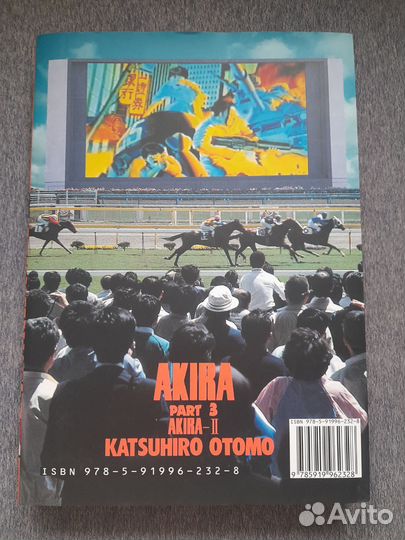 AKIRA
PART 3
AKIRA-II
KATSUHIRO OTOMO
ISBN 978-5-91996-232-8
ISBN 978-5-91996-232-8
9 785919 962328
Avito